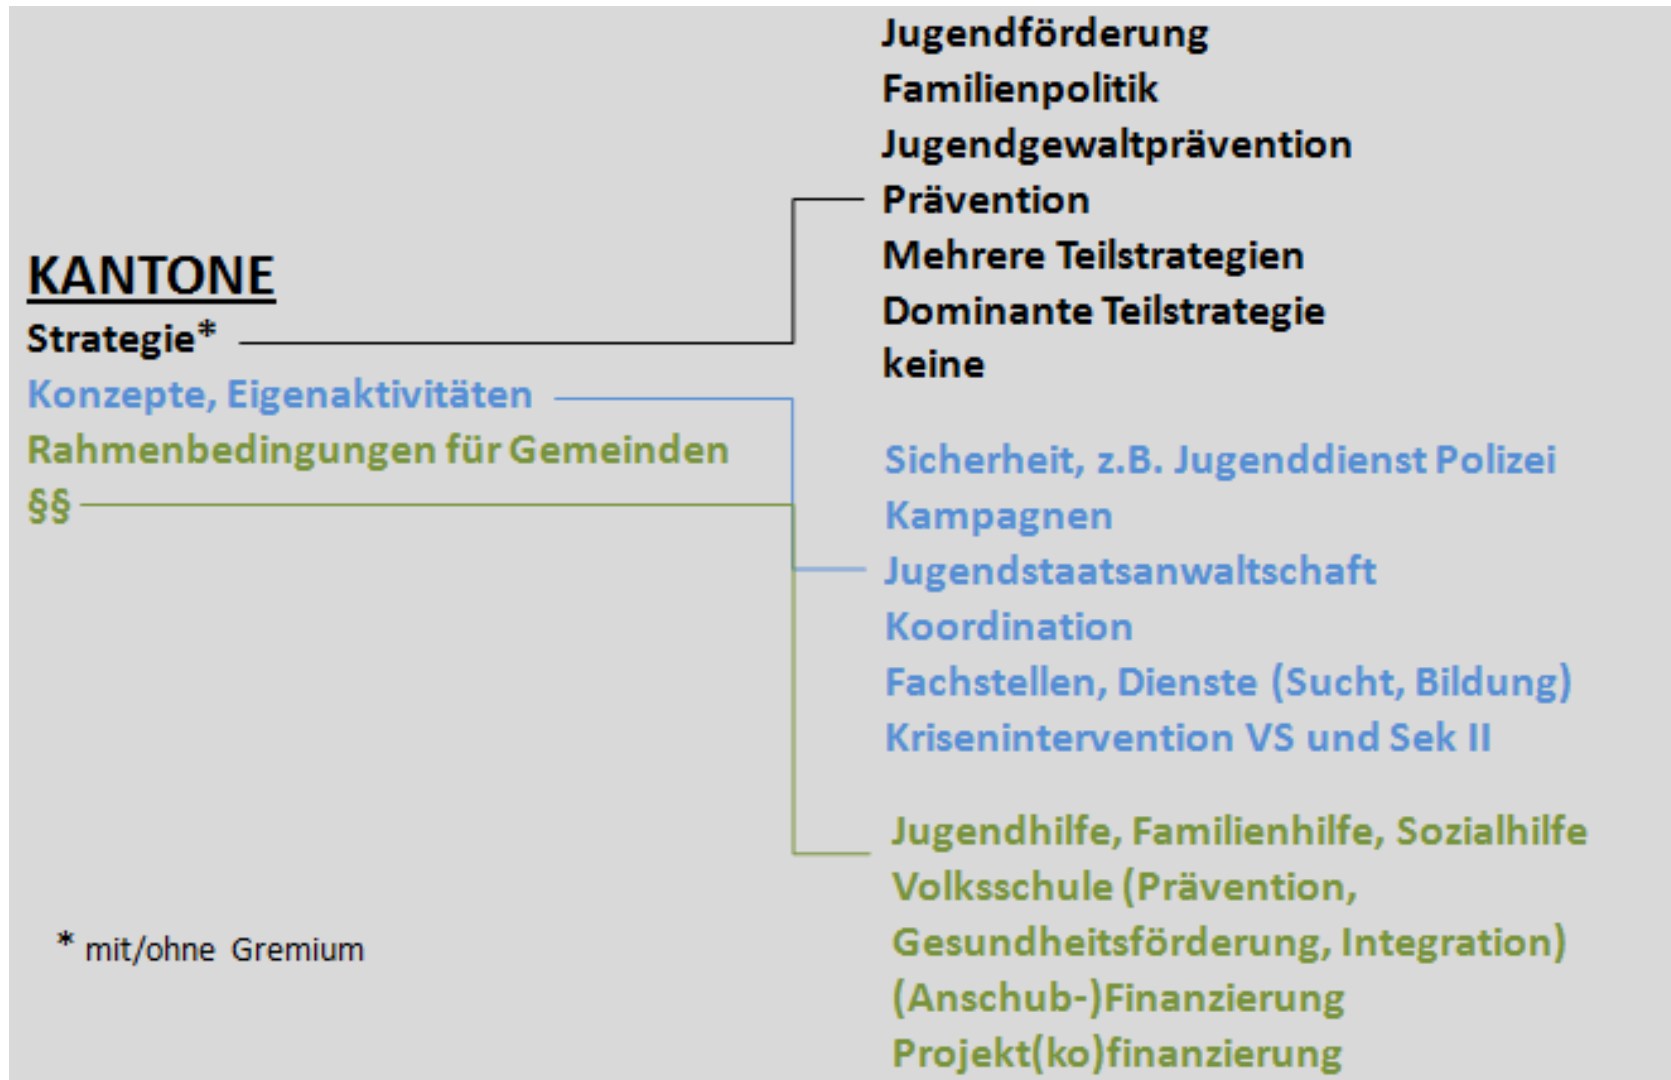 KANTONE
Strategie*
Konzepte, Eigenaktivitäten
Rahmenbedingungen für Gemeinden
§§
* mit/ohne Gremium
Jugendförderung
Familienpolitik
Jugendgewaltprävention
Prävention
Mehrere Teilstrategien
Dominante Teilstrategie
keine
Sicherheit, z.B. Jugenddienst Polizei
Kampagnen
Jugendstaatsanwaltschaft
Koordination
Fachstellen, Dienste (Sucht, Bildung)
Krisenintervention VS und Sek II
Jugendhilfe, Familienhilfe, Sozialhilfe
Volksschule (Prävention,
Gesundheitsförderung, Integration)
(Anschub-)Finanzierung
Projekt(ko)finanzierung